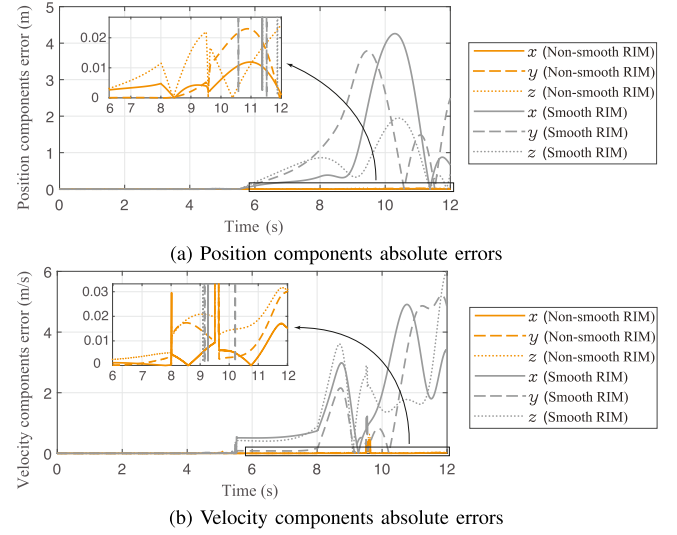 Position components error (m)
5
4
3
2
1
0
0.02
0.01
0
6 7 8 9 10 11 12
0 2 4 6 8 10 12
Time (s)
x (Non-smooth RIM)
y (Non-smooth RIM)
z (Non-smooth RIM)
x (Smooth RIM)
y (Smooth RIM)
z (Smooth RIM)
(a) Position components absolute errors
Velocity components error (m/s)
6
4
2
0
0.03
0.02
0.01
0
6 7 8 9 10 11 12
0 2 4 6 8 10 12
Time (s)
x (Non-smooth RIM)
y (Non-smooth RIM)
z (Non-smooth RIM)
x (Smooth RIM)
y (Smooth RIM)
z (Smooth RIM)
(b) Velocity components absolute errors